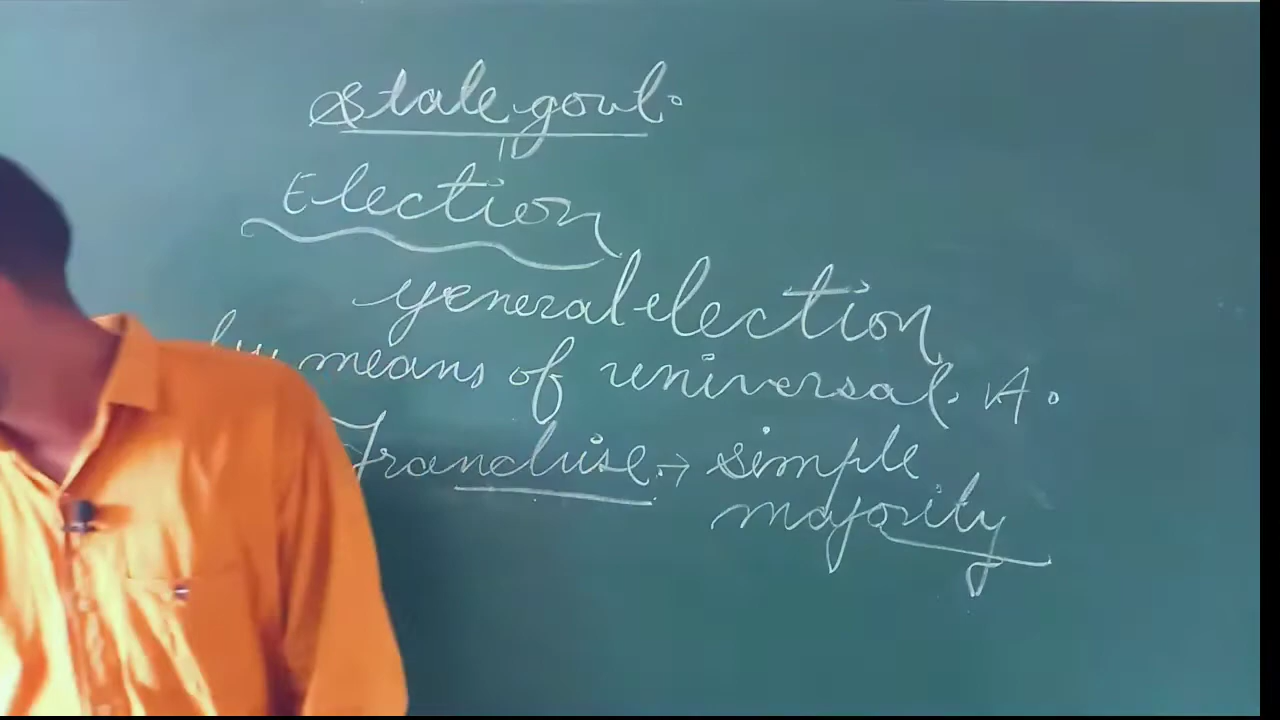 State govt.
Election
general election
by means of universal. A.
Franchise → simple
majority